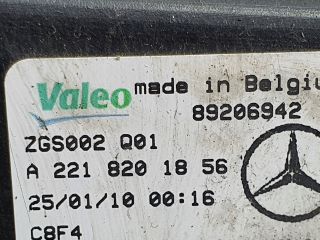 Valeo made in Belgiu
89206942
ZGS002 Q01
A 221 820 18 56
25/01/10 00:16
C8F4